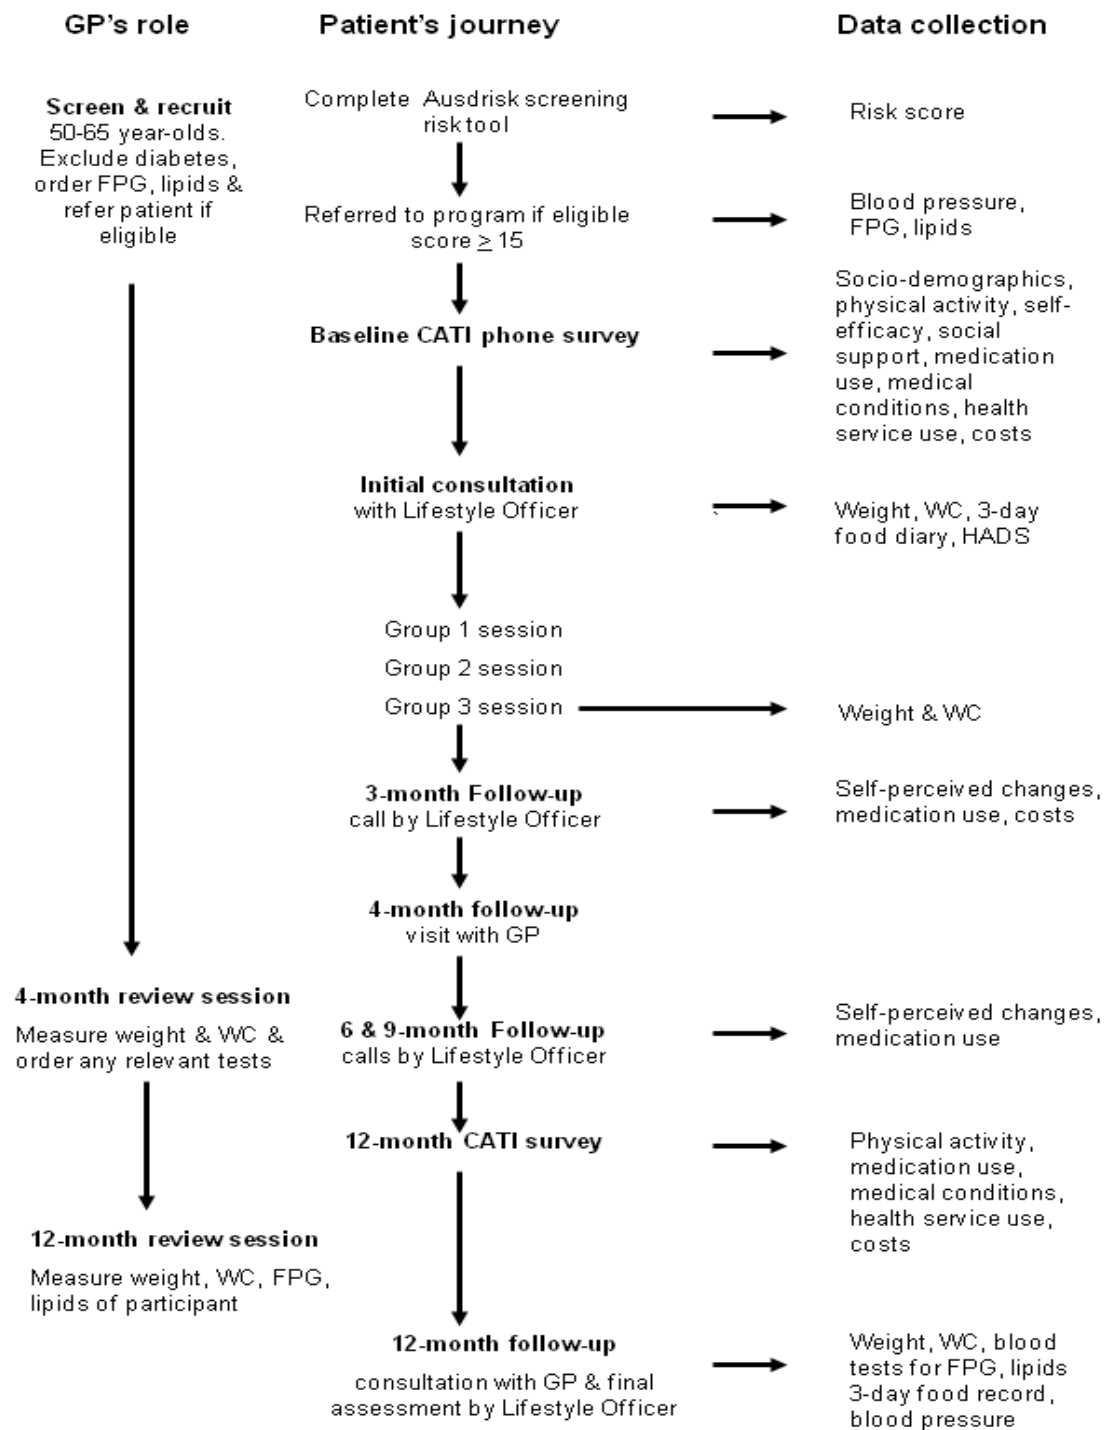 GP's role
Patient's journey
Data collection
Screen & recruit
50-65 year-olds.
Exclude diabetes,
order FPG, lipids &
refer patient if
eligible
4-month review session
Measure weight & WC &
order any relevant tests
12-month review session
Measure weight, WC, FPG,
lipids of participant
Complete Ausdrisk screening
risk tool
Referred to program if eligible
score ≥ 15
Baseline CATI phone survey
Initial consultation
with Lifestyle Officer
Group 1 session
Group 2 session
Group 3 session
3-month Follow-up
call by Lifestyle Officer
4-month follow-up
visit with GP
6 & 9-month Follow-up
calls by Lifestyle Officer
12-month CATI survey
12-month follow-up
consultation with GP & final
assessment by Lifestyle Officer
Risk score
Blood pressure,
FPG, lipids
Socio-demographics,
physical activity, self-
efficacy, social
support, medication
use, medical
conditions, health
service use, costs
Weight, WC, 3-day
food diary, HADS
Weight & WC
Self-perceived changes,
medication use, costs
Self-perceived changes,
medication use
Physical activity,
medication use,
medical conditions,
health service use,
costs
Weight, WC, blood
tests for FPG, lipids
3-day food record,
blood pressure